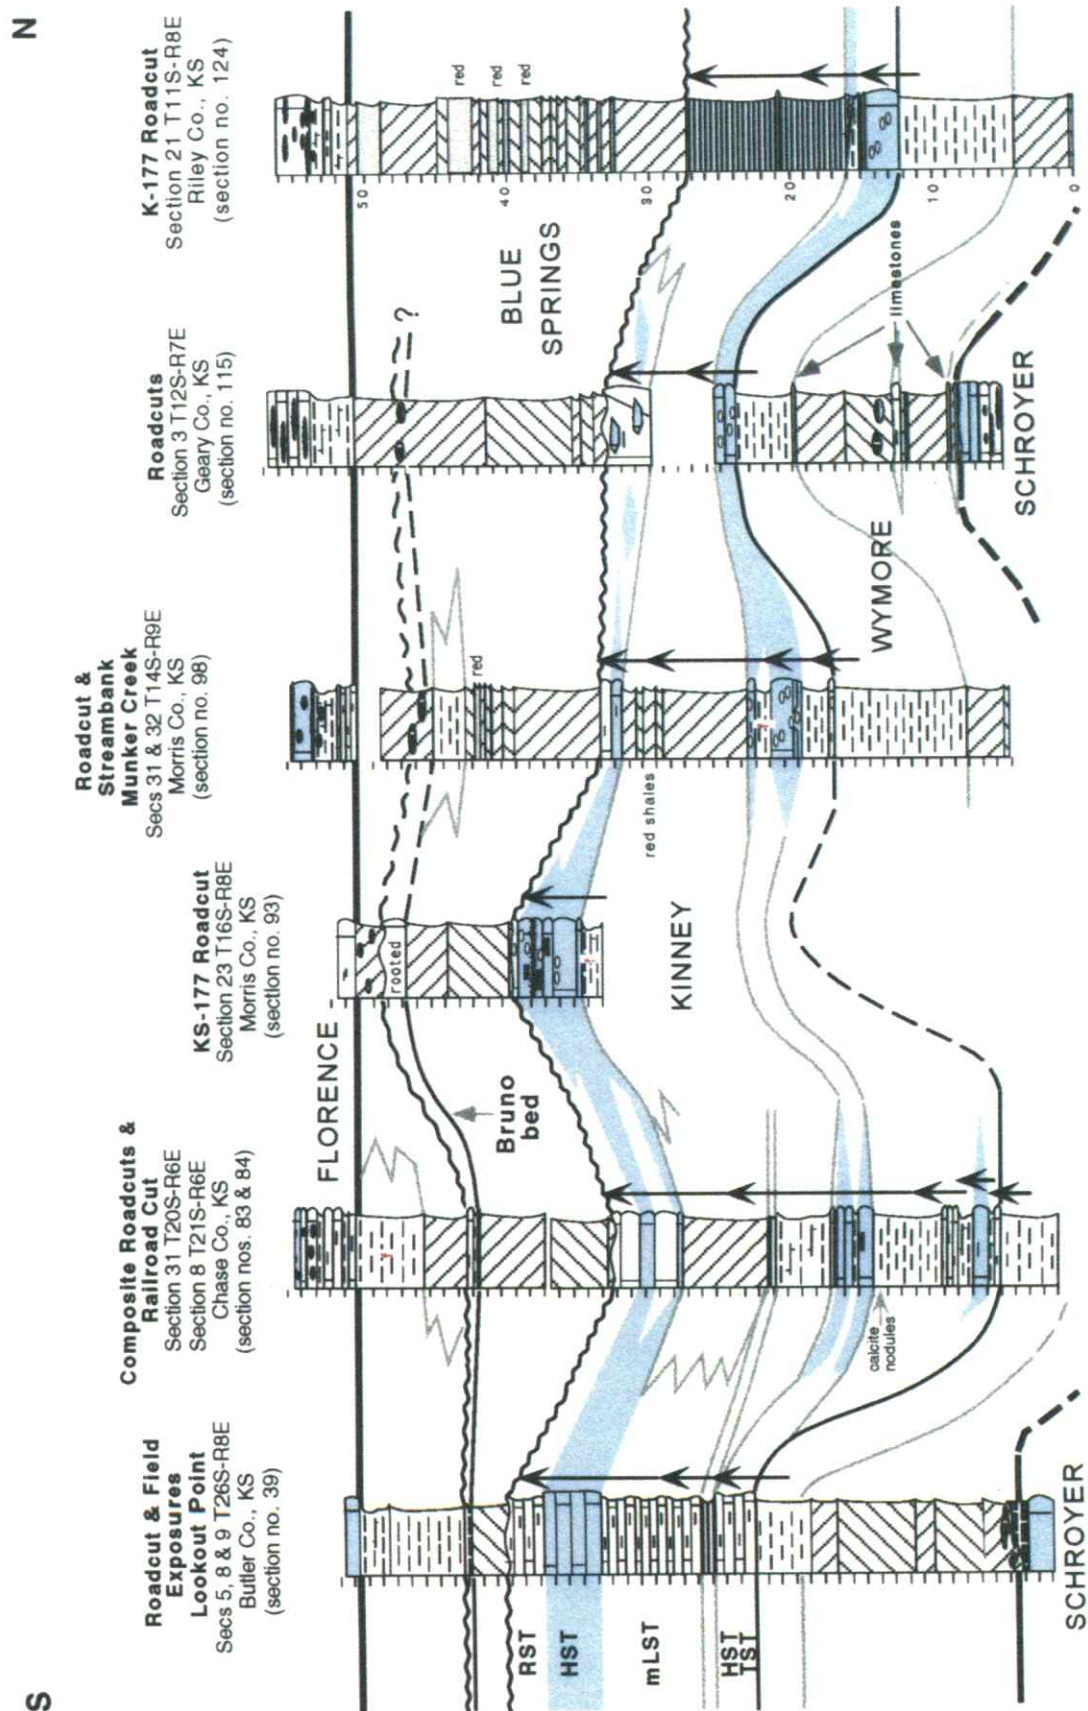 S
N
Roadcut & Field
Exposures
Lookout Point
Secs 5, 8 & 9 T26S-R8E
Butler Co., KS
(section no. 39)
Composite Roadcuts &
Railroad Cut
Section 31 T20S-R6E
Section 8 T21S-R6E
Chase Co., KS
(section nos. 83 & 84)
KS-177 Roadcut
Section 23 T16S-R8E
Morris Co., KS
(section no. 93)
Roadcut &
Streambank
Munker Creek
Secs 31 & 32 T14S-R9E
Morris Co., KS
(section no. 98)
Roadcuts
Section 3 T12S-R7E
Geary Co., KS
(section no. 115)
K-177 Roadcut
Section 21 T11S-R8E
Riley Co., KS
(section no. 124)
FLORENCE
rooted
Bruno
bed
red
?
BLUE
SPRINGS
red
red
red
50
40
30
20
10
0
RST
HST
mLST
HST
TST
KINNEY
red shales
calcite
nodules
WYMORE
limestones
SCHROYER
SCHROYER